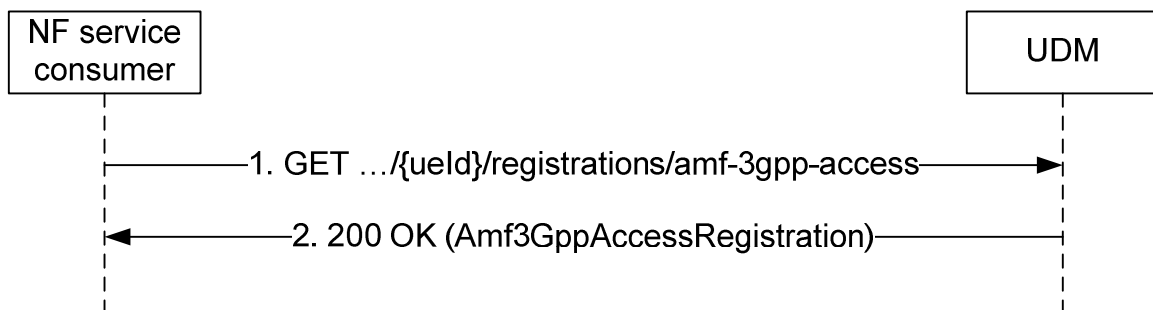 NF service
consumer
UDM
1. GET …/{ueId}/registrations/amf-3gpp-access
2. 200 OK (Amf3GppAccessRegistration)